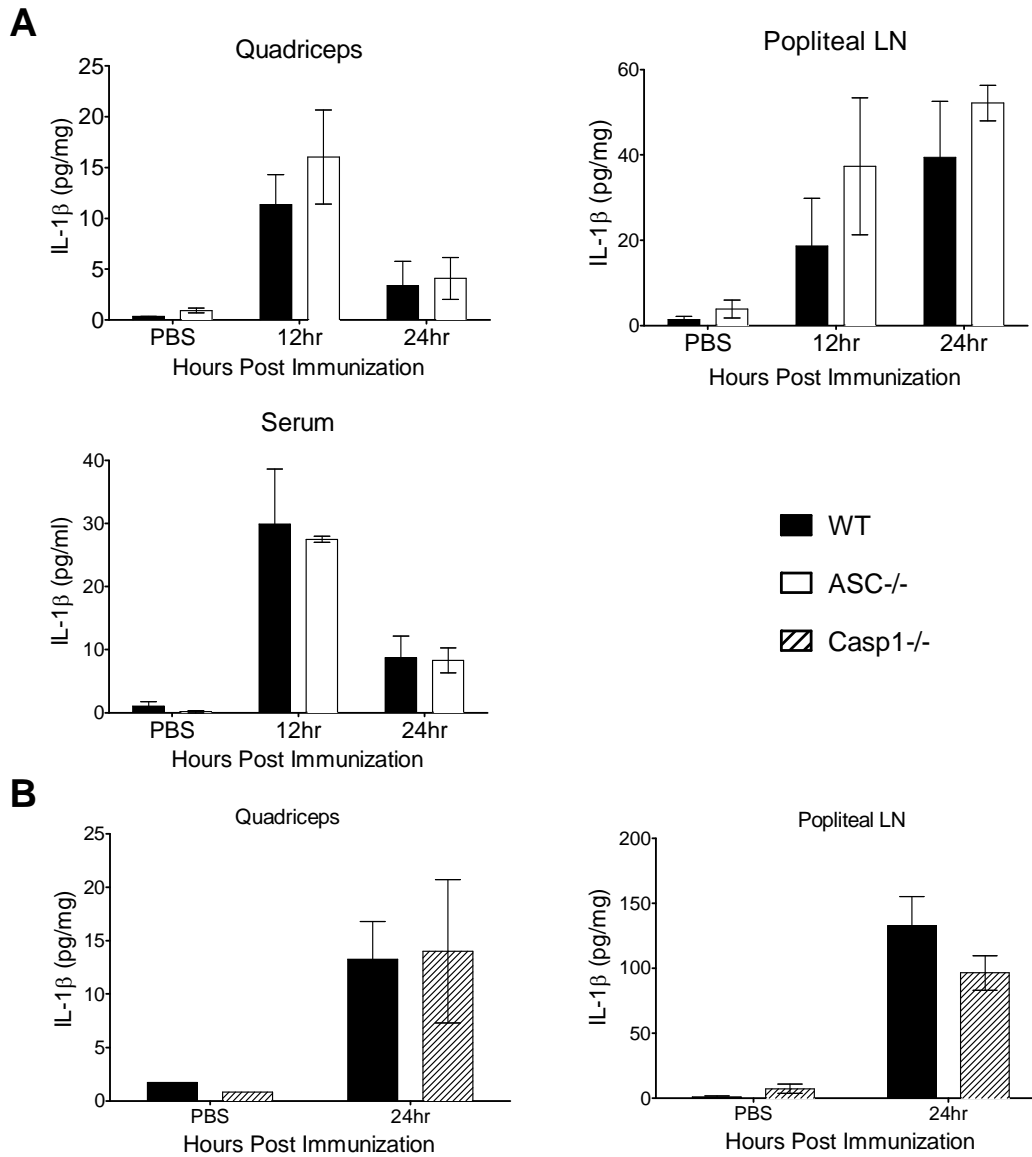 A
Quadriceps
IL-1β (pg/mg)
25
20
15
10
5
0
PBS
12hr
24hr
Hours Post Immunization
Popliteal LN
IL-1β (pg/mg)
60
40
20
0
PBS
12hr
24hr
Hours Post Immunization
Serum
IL-1β (pg/ml)
40
30
20
10
0
PBS
12hr
24hr
Hours Post Immunization
WT
ASC-/-
Casp1-/-
B
Quadriceps
IL-1β (pg/mg)
25
20
15
10
5
0
PBS
24hr
Hours Post Immunization
Popliteal LN
IL-1β (pg/mg)
200
150
100
50
0
PBS
24hr
Hours Post Immunization